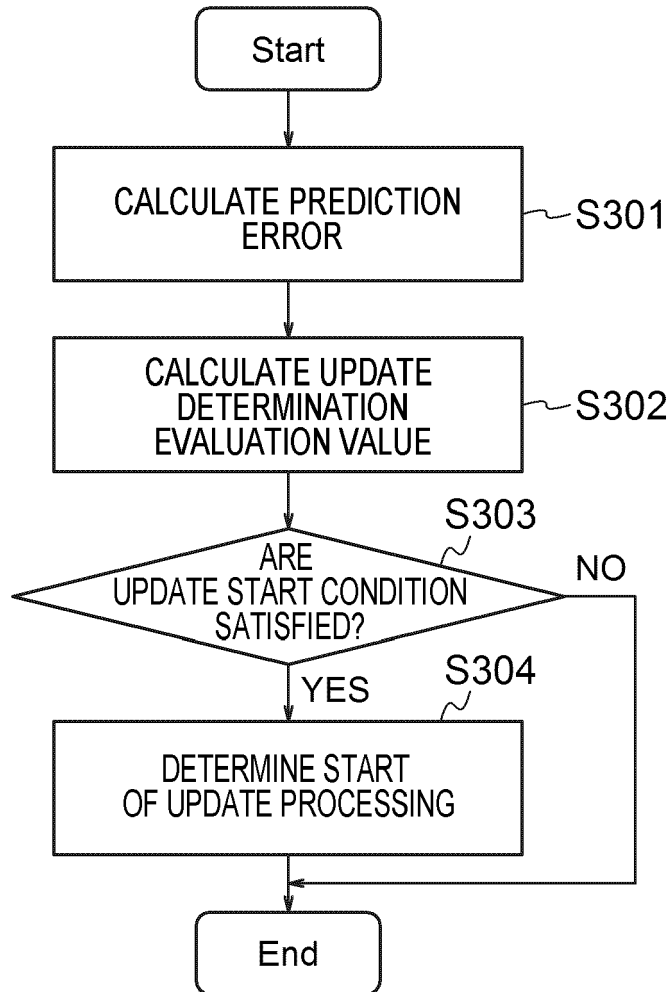 Start
CALCULATE PREDICTION
ERROR
S301
CALCULATE UPDATE
DETERMINATION
EVALUATION VALUE
S302
S303
ARE
UPDATE START CONDITION
SATISFIED?
NO
YES
S304
DETERMINE START
OF UPDATE PROCESSING
End